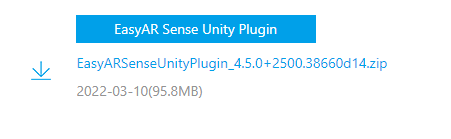 EasyAR Sense Unity Plugin
EasyARSenseUnityPlugin_4.5.0+2500.38660d14.zip
2022-03-10(95.8MB)